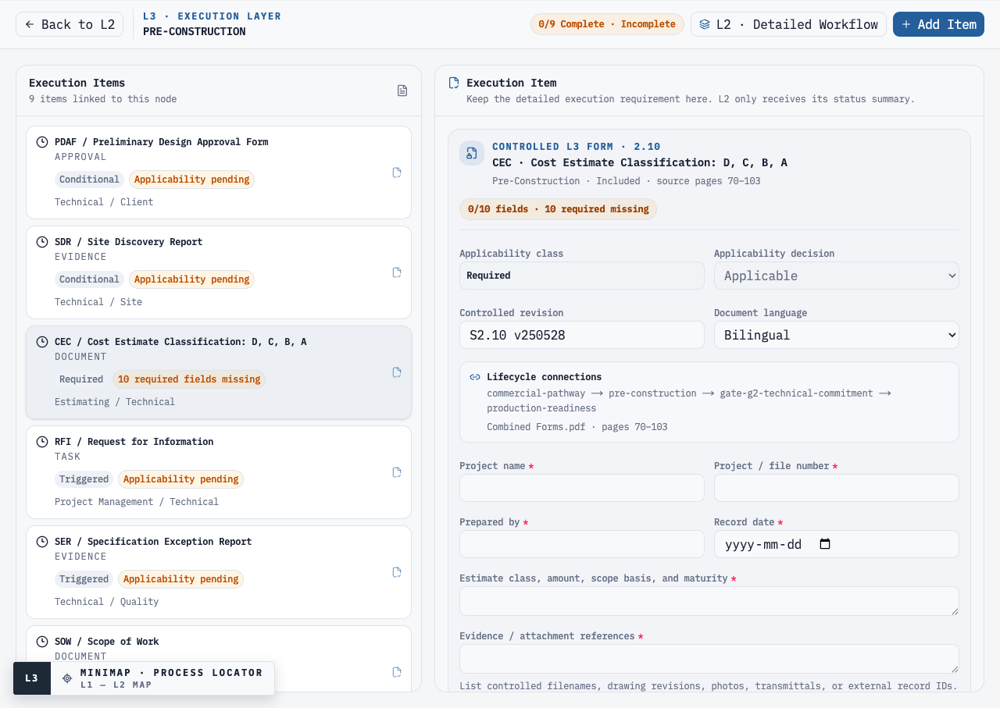 Back to L2
L3 · EXECUTION LAYER
PRE-CONSTRUCTION
0/9 Complete · Incomplete
L2 · Detailed Workflow
+ Add Item
Execution Items
9 items linked to this node
PDAF / Preliminary Design Approval Form
APPROVAL
Conditional Applicability pending
Technical / Client
SDR / Site Discovery Report
EVIDENCE
Conditional Applicability pending
Technical / Site
CEC / Cost Estimate Classification: D, C, B, A
DOCUMENT
Required 10 required fields missing
Estimating / Technical
RFI / Request for Information
TASK
Triggered Applicability pending
Project Management / Technical
SER / Specification Exception Report
EVIDENCE
Triggered Applicability pending
Technical / Quality
SOW / Scope of Work
DOCUMENT
L3
MINIMAP · PROCESS LOCATOR
L1 — L2 MAP
Execution Item
Keep the detailed execution requirement here. L2 only receives its status summary.
CONTROLLED L3 FORM · 2.10
CEC · Cost Estimate Classification: D, C, B, A
Pre-Construction · Included · source pages 70–103
0/10 fields · 10 required missing
Applicability class
Required
Applicability decision
Applicable
Controlled revision
S2.10 v250528
Document language
Bilingual
Lifecycle connections
commercial-pathway → pre-construction → gate-g2-technical-commitment →
production-readiness
Combined Forms.pdf · pages 70–103
Project name *
Project / file number *
Prepared by *
Record date *
yyyy-mm-dd
Estimate class, amount, scope basis, and maturity *
Evidence / attachment references *
List controlled filenames, drawing revisions, photos, transmittals, or external record IDs.